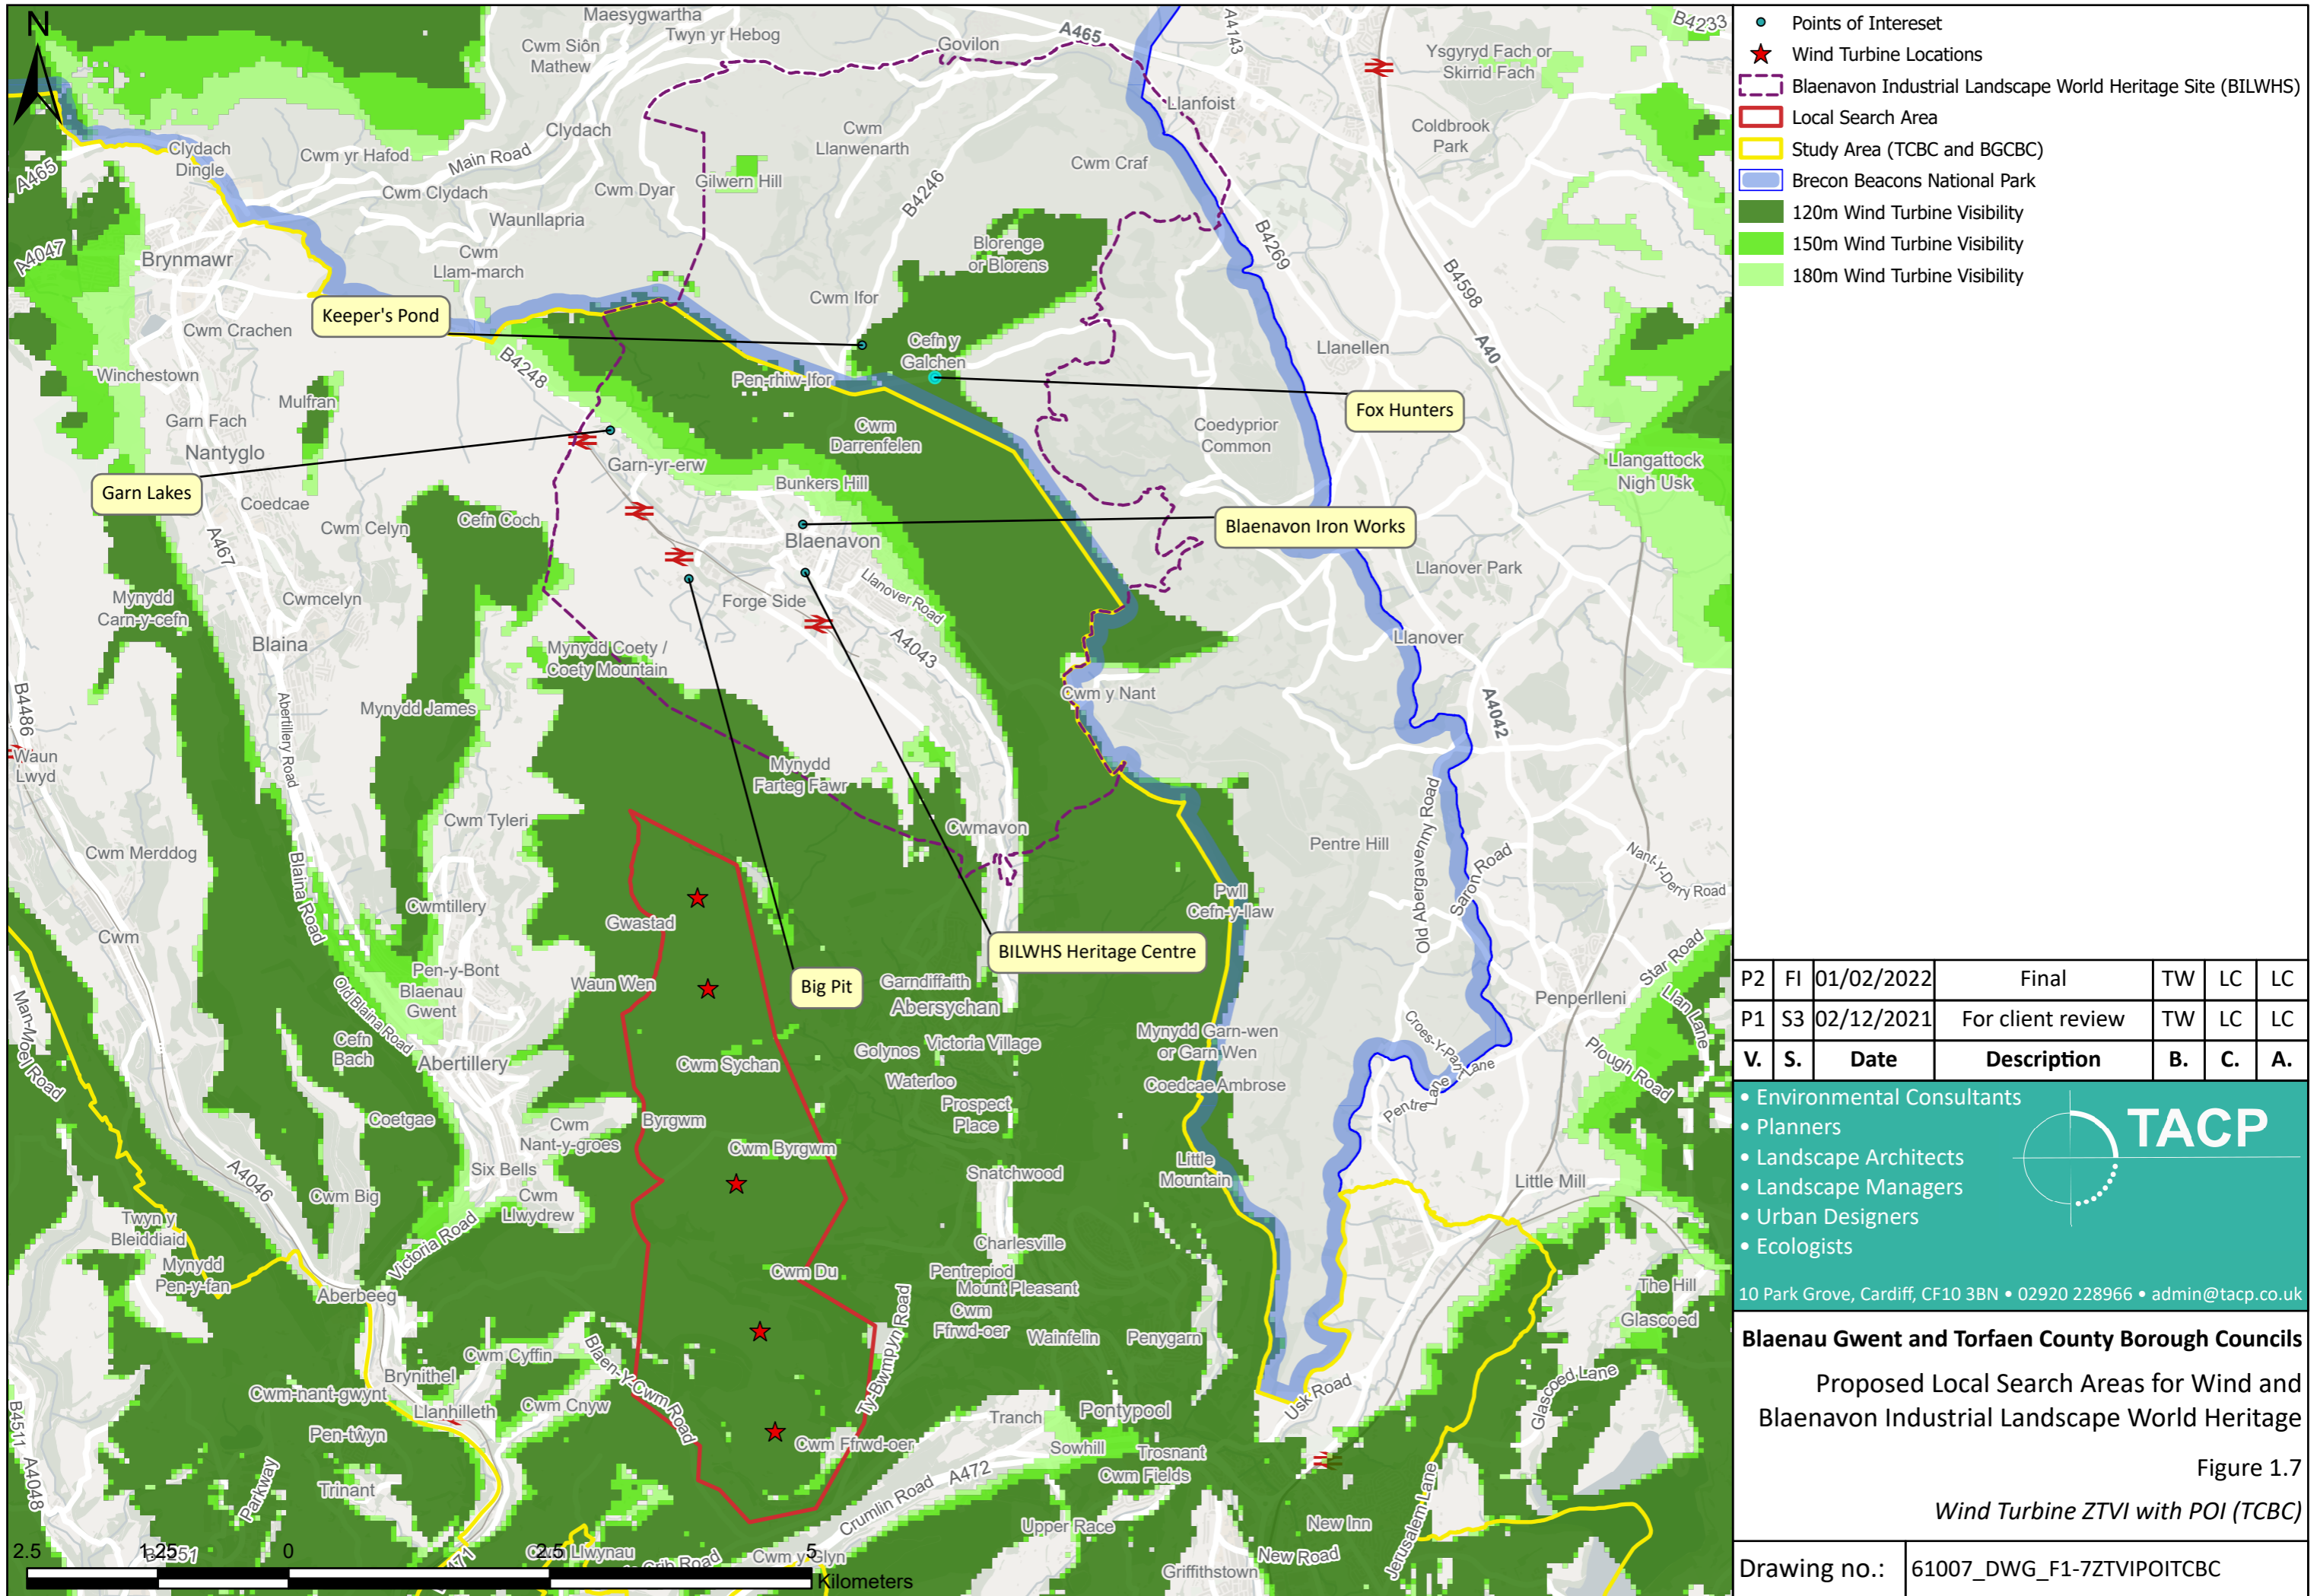 N
Maesygwartha
Twyn yr Hebog
Cwm Siôn
Mathew
Govilon
A465
A4143
B4233
Ysgyryd Fach or
Skirrid Fach
Llanfoist
Coldbrook
Park
Clydach
Cwm
Llanwenarth
Cwm Craf
Clydach
Dingle
Cwm yr Hafod
Main Road
A465
Cwm Clydach
Cwm Dyar
Gilwern Hill
B4246
Waunllapria
A4047
Brynmawr
Cwm
Llam-march
Blorenge
or Blorens
B4269
B4598
Cwm Ifor
Keeper's Pond
Cwm Crachen
Cefn y
Galchen
Llanellen
A40
B4248
Winchestown
Pen-rhiw-Ifor
Mulfran
Fox Hunters
Garn Fach
Nantyglo
Cwm
Darrenfelen
Coedyprior
Common
Garn-yr-erw
Llangattock
Nigh Usk
Garn Lakes
Bunkers Hill
Coedcae
Cwm Celyn
Cefn Coch
A467
Blaenavon Iron Works
Blaenavon
Llanover Park
Mynydd
Carn-y-cefn
Cwmcelyn
Forge Side
Llanover Road
Blaina
A4043
Llanover
Mynydd Coety /
Coety Mountain
B4486
Abertillery Road
Mynydd James
Cwm y Nant
A4042
Waun
Lwyd
Mynydd
Farteg Fawr
Cwm Tyleri
Cwmavon
Old Abergavenny Road
Pentre Hill
Cwm Merddog
Saron Road
Nant-Y-Derry Road
Blaina Road
Cwmtillery
Gwastad
Pwll
Cefn-y-llaw
Cwm
BILWHS Heritage Centre
Star Road
Pen-y-Bont
Blaenau
Gwent
Waun Wen
Big Pit
Garndiffaith
Abersychan
Penperlleni
Llan Lane
Man-Moel Road
Old Blaina Road
Cefn
Bach
Abertillery
Cwm Sychan
Golynos
Victoria Village
Mynydd Garn-wen
or Garn Wen
Croes-Y-Pant Lane
Plough Road
Waterloo
Coedcae Ambrose
Coetgae
Cwm
Nant-y-groes
Byrgwm
Prospect
Place
Pentre Lane
Cwm Byrgwm
Six Bells
A4046
Cwm Big
Cwm
Llwydrew
Snatchwood
Little
Mountain
Little Mill
Twyn y
Bleiddiaid
Victoria Road
Charlesville
Mynydd
Pen-y-fan
Cwm Du
Pentrepiod
Mount Pleasant
The Hill
Aberbeeg
Ty-Bwmpyn Road
Cwm
Ffrwd-oer
Wainfelin
Penygarn
Glascoed
Cwm Cyffin
Blaen-Y-Cwm Road
Brynithel
Cwm-nant-gwynt
Llanhilleth
Cwm Cnyw
Usk Road
Glascoed Lane
B4511
Pen-twyn
Tranch
Pontypool
Cwm Ffrwd-oer
Sowhill
Trosnant
A4048
Parkway
Trinant
A472
Cwm Fields
Crumlin Road
Upper Race
New Inn
Jerusalem Lane
B4251
A471
Llwynau
Crib Road
Cwm y Glyn
New Road
Griffithstown
2.5 1.25 0 2.5 5
Kilometers
Points of Intereset
Wind Turbine Locations
Blaenavon Industrial Landscape World Heritage Site (BILWHS)
Local Search Area
Study Area (TCBC and BGCBC)
Brecon Beacons National Park
120m Wind Turbine Visibility
150m Wind Turbine Visibility
180m Wind Turbine Visibility
P2 FI 01/02/2022 Final TW LC LC
P1 S3 02/12/2021 For client review TW LC LC
V. S. Date Description B. C. A.
• Environmental Consultants
• Planners
• Landscape Architects
• Landscape Managers
• Urban Designers
• Ecologists
TACP
10 Park Grove, Cardiff, CF10 3BN • 02920 228966 • admin@tacp.co.uk
Blaenau Gwent and Torfaen County Borough Councils
Proposed Local Search Areas for Wind and
Blaenavon Industrial Landscape World Heritage
Figure 1.7
Wind Turbine ZTVI with POI (TCBC)
Drawing no.: 61007_DWG_F1-7ZTVIPOITCBC